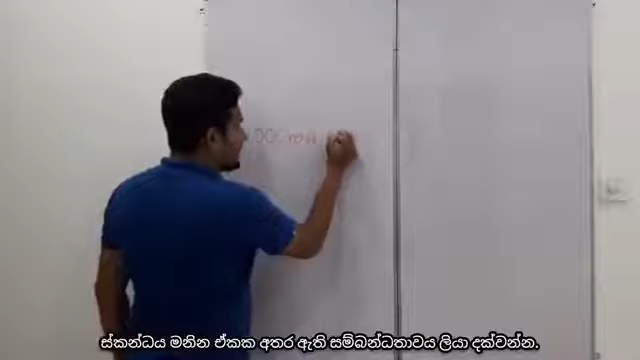 ස්කන්ධය මනින ඒකක අතර ඇති සම්බන්ධතාවය ලියා දක්වන්න.